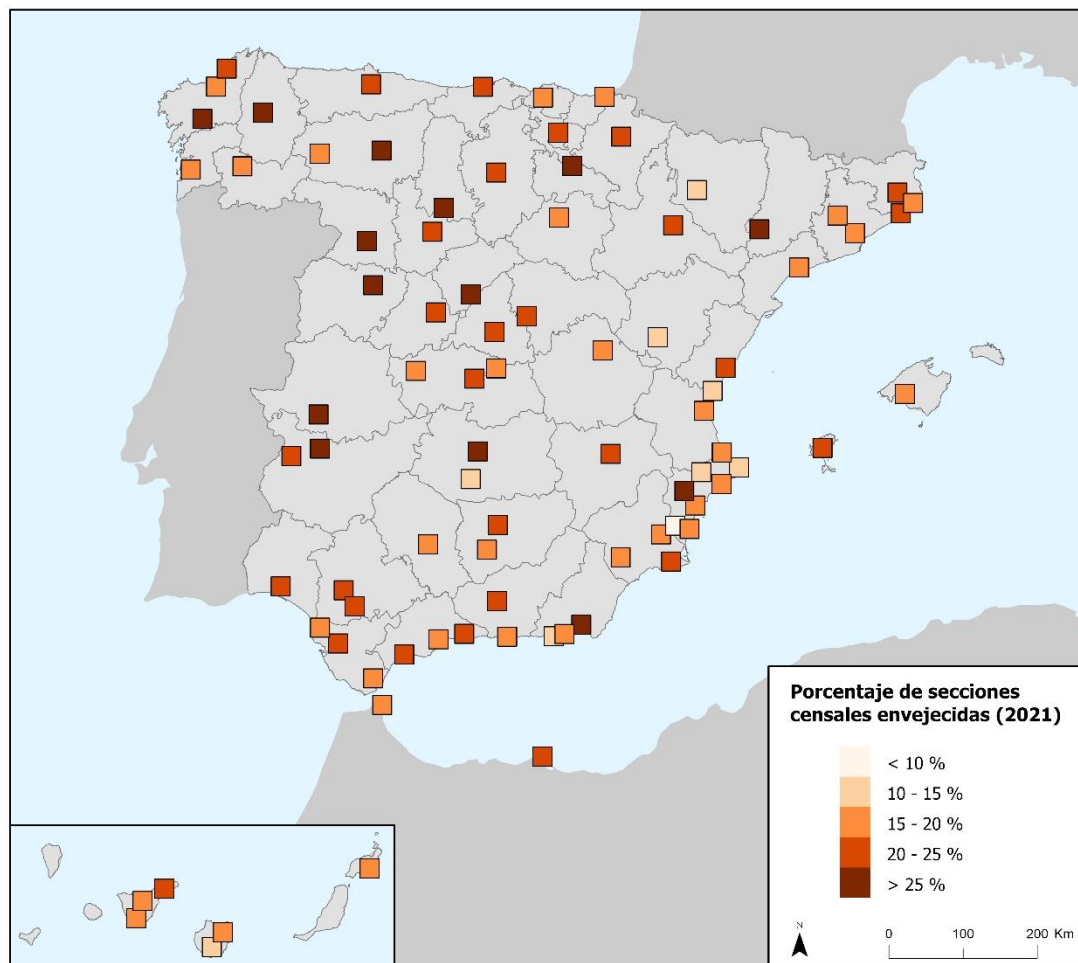 Porcentaje de secciones
censales envejecidas (2021)
< 10 %
10 - 15 %
15 - 20 %
20 - 25 %
> 25 %
N
0 100 200 Km